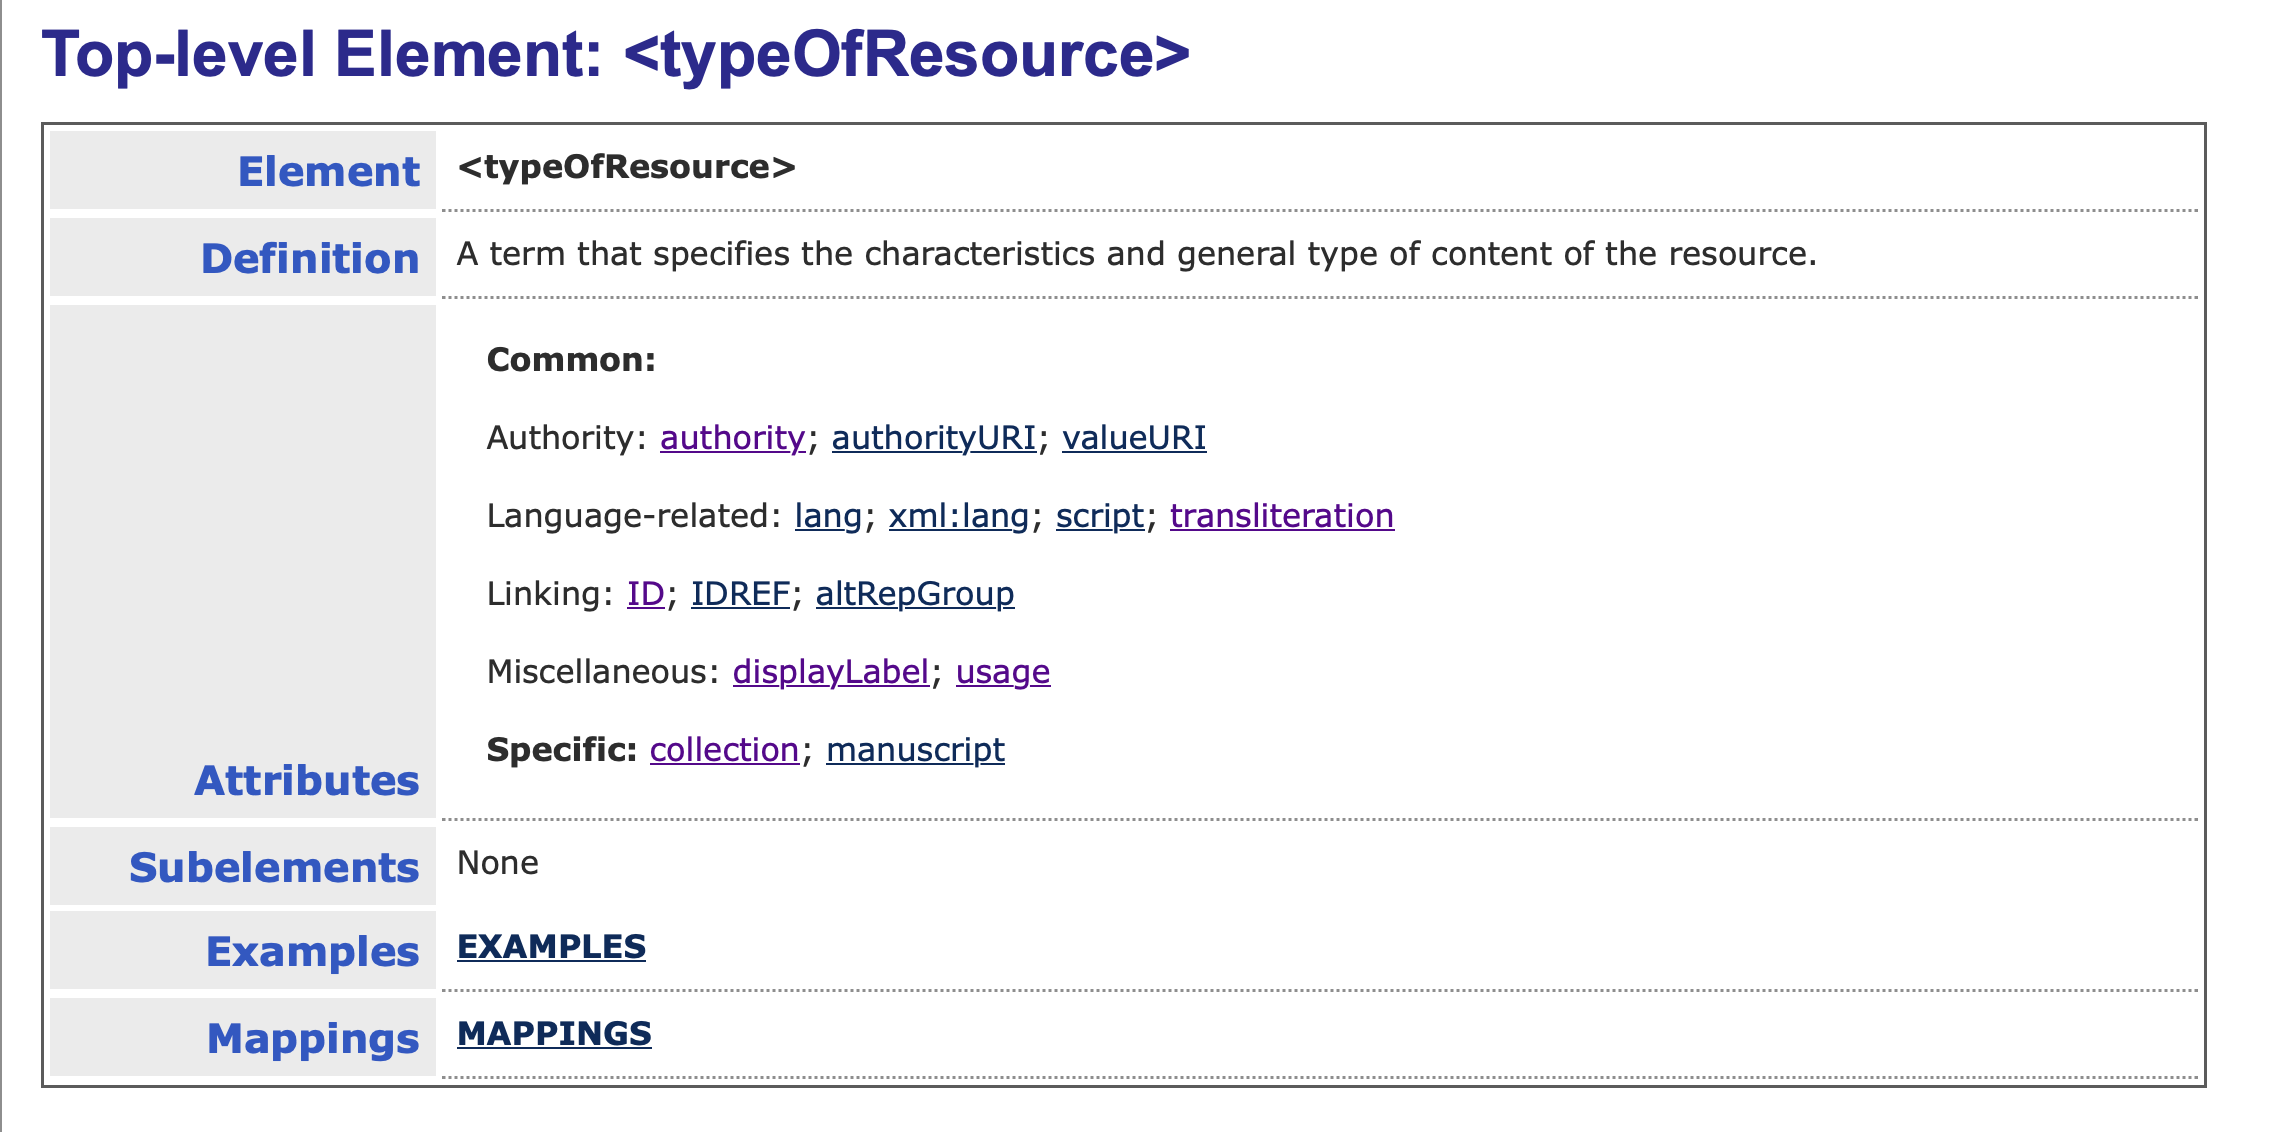 Top-level Element: <typeOfResource>
Element <typeOfResource>
Definition A term that specifies the characteristics and general type of content of the resource.
Common:
Authority: authority; authorityURI; valueURI
Language-related: lang; xml:lang; script; transliteration
Linking: ID; IDREF; altRepGroup
Miscellaneous: displayLabel; usage
Specific: collection; manuscript
Attributes
Subelements None
Examples EXAMPLES
Mappings MAPPINGS